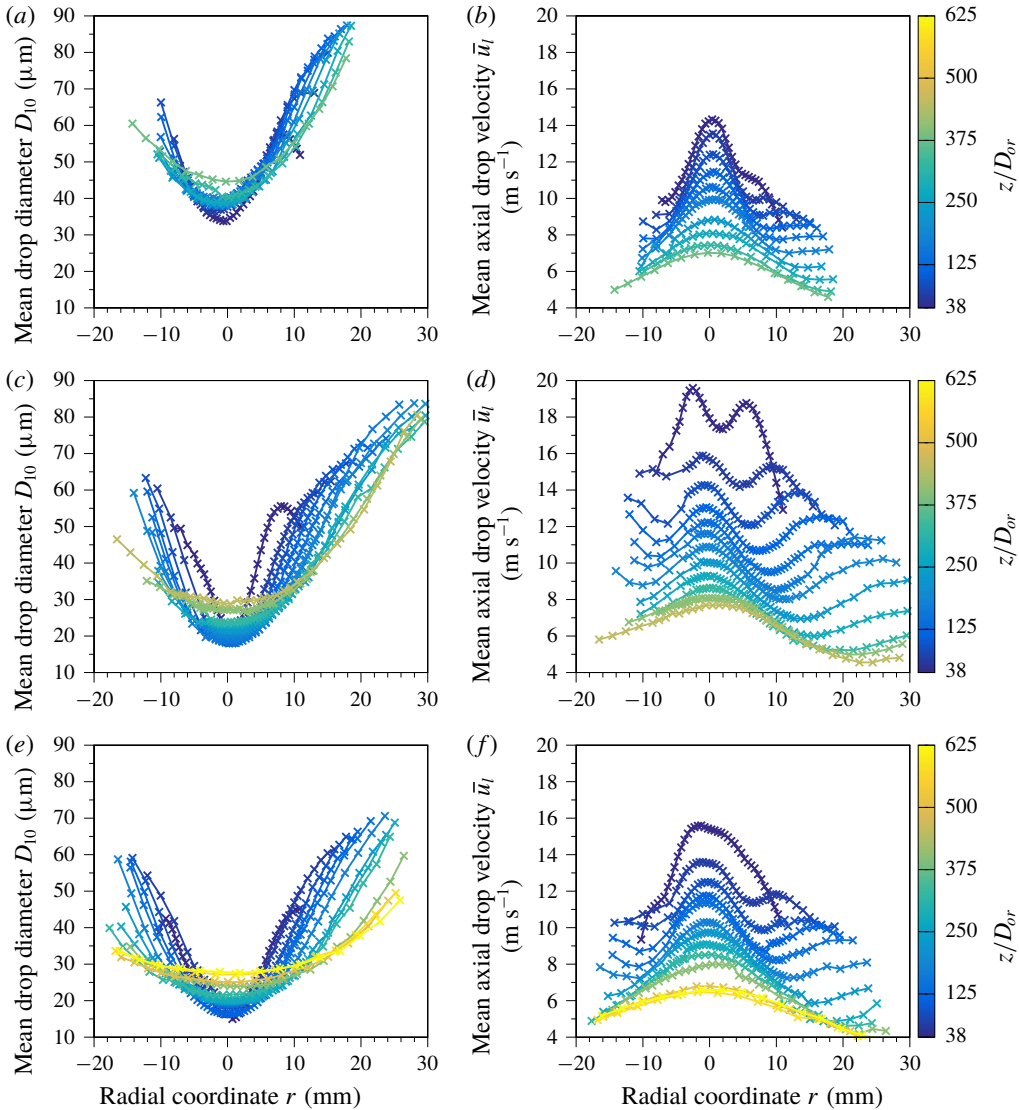 (a)
Mean drop diameter D10 (μm)
90
80
70
60
50
40
30
20
10
−20 −10 0 10 20 30
(b)
Mean axial drop velocity ūl
(m s−1)
20
18
16
14
12
10
8
6
4
−20 −10 0 10 20 30
625
500
375
250
125
38
z/Dor
(c)
Mean drop diameter D10 (μm)
90
80
70
60
50
40
30
20
10
−20 −10 0 10 20 30
(d)
Mean axial drop velocity ūl
(m s−1)
20
18
16
14
12
10
8
6
4
−20 −10 0 10 20 30
625
500
375
250
125
38
z/Dor
(e)
Mean drop diameter D10 (μm)
90
80
70
60
50
40
30
20
10
−20 −10 0 10 20 30
Radial coordinate r (mm)
(f)
Mean axial drop velocity ūl
(m s−1)
20
18
16
14
12
10
8
6
4
−20 −10 0 10 20 30
Radial coordinate r (mm)
625
500
375
250
125
38
z/Dor